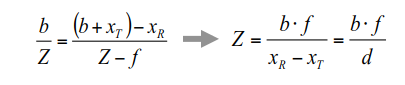 b/Z = ((b + x_T) − x_R)/(Z − f) → Z = (b · f)/(x_R − x_T) = (b · f)/d